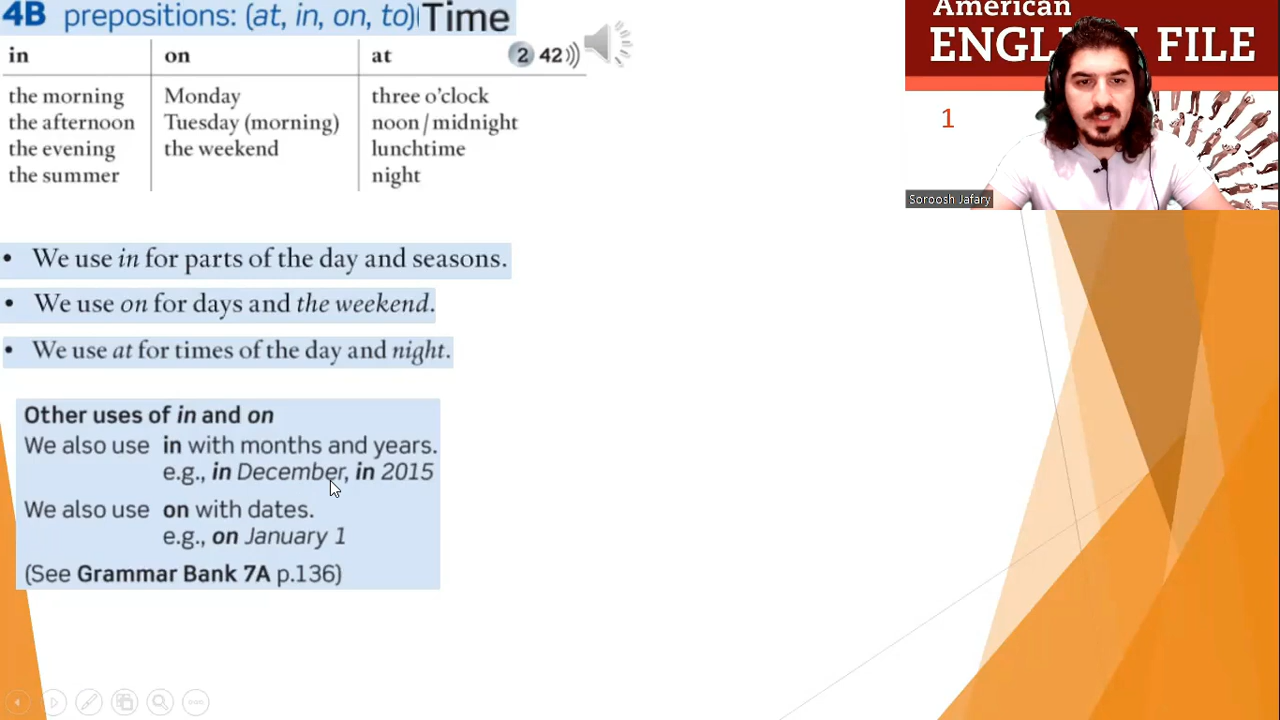 4B prepositions: (at, in, on, to) Time
in on at 2 42
the morning Monday three o'clock
the afternoon Tuesday (morning) noon / midnight
the evening the weekend lunchtime
the summer night
• We use in for parts of the day and seasons.
• We use on for days and the weekend.
• We use at for times of the day and night.
Other uses of in and on
We also use in with months and years.
e.g., in December, in 2015
We also use on with dates.
e.g., on January 1
(See Grammar Bank 7A p.136)
American
ENGL FILE
1
Soroosh Jafary